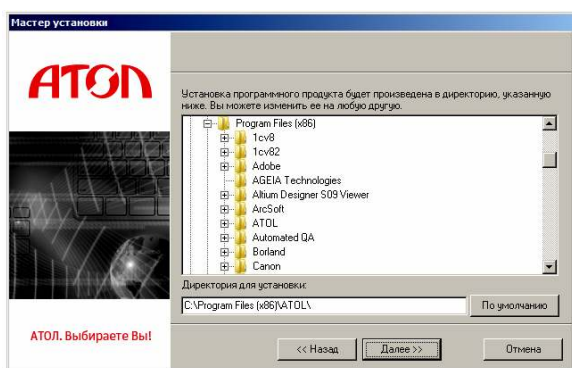 Мастер установки
АТОЛ
Установка программного продукта будет произведена в директорию, указанную
ниже. Вы можете изменить ее на любую другую.
Program Files (x86)
1cv8
1cv82
Adobe
AGEIA Technologies
Altium Designer S09 Viewer
ArcSoft
ATOL
Automated QA
Borland
Canon
Директория для установки:
C:\Program Files (x86)\ATOL\
По умолчанию
АТОЛ. Выбираете Вы!
<< Назад
Далее >>
Отмена